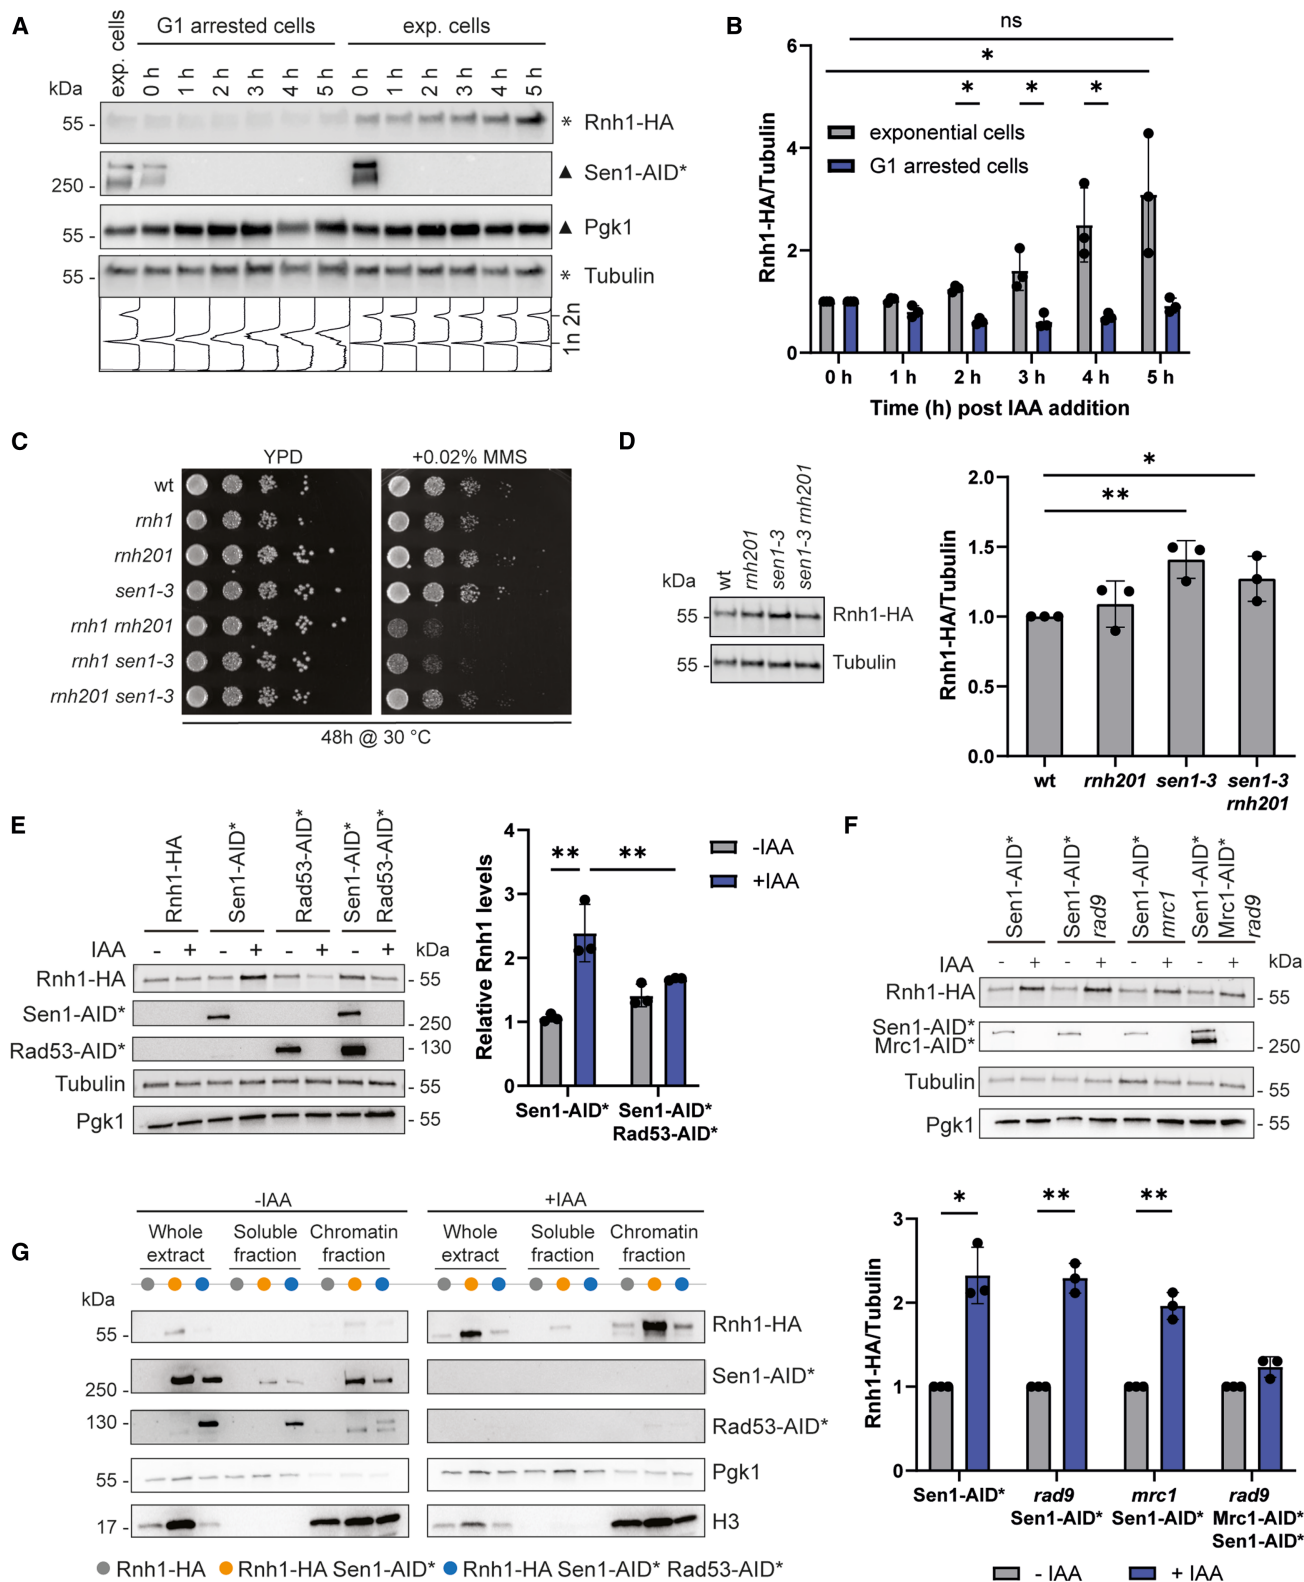 A
exp. cells
G1 arrested cells
exp. cells
kDa
0 h
1 h
2 h
3 h
4 h
5 h
0 h
1 h
2 h
3 h
4 h
5 h
55 -
* Rnh1-HA
250 -
▲ Sen1-AID*
55 -
▲ Pgk1
55 -
* Tubulin
1n 2n
B
ns
*
* * *
6
4
2
0
Rnh1-HA/Tubulin
exponential cells
G1 arrested cells
0 h 1 h 2 h 3 h 4 h 5 h
Time (h) post IAA addition
C
YPD
+0.02% MMS
wt
rnh1
rnh201
sen1-3
rnh1 rnh201
rnh1 sen1-3
rnh201 sen1-3
48h @ 30 °C
D
kDa
wt
rnh201
sen1-3
sen1-3 rnh201
55 -
Rnh1-HA
55 -
Tubulin
*
**
2.0
1.5
1.0
0.5
0.0
Rnh1-HA/Tubulin
wt rnh201 sen1-3 sen1-3
rnh201
E
Rnh1-HA
Sen1-AID*
Rad53-AID*
Sen1-AID*
Rad53-AID*
IAA - + - + - + - + kDa
Rnh1-HA - 55
Sen1-AID* - 250
Rad53-AID* - 130
Tubulin - 55
Pgk1 - 55
** **
4
3
2
1
0
Relative Rnh1 levels
-IAA
+IAA
Sen1-AID* Sen1-AID*
Rad53-AID*
F
Sen1-AID*
Sen1-AID*
rad9
Sen1-AID*
mrc1
Sen1-AID*
Mrc1-AID*
rad9
IAA - + - + - + - + kDa
Rnh1-HA - 55
Sen1-AID*
Mrc1-AID* - 250
Tubulin - 55
Pgk1 - 55
* ** **
3
2
1
0
Rnh1-HA/Tubulin
Sen1-AID* rad9 mrc1 rad9
Sen1-AID* Sen1-AID* Mrc1-AID*
Sen1-AID*
- IAA + IAA
G
-IAA +IAA
Whole Soluble Chromatin Whole Soluble Chromatin
extract fraction fraction extract fraction fraction
kDa
55 - Rnh1-HA
250 - Sen1-AID*
130 - Rad53-AID*
55 - Pgk1
17 - H3
Rnh1-HA Rnh1-HA Sen1-AID* Rnh1-HA Sen1-AID* Rad53-AID*